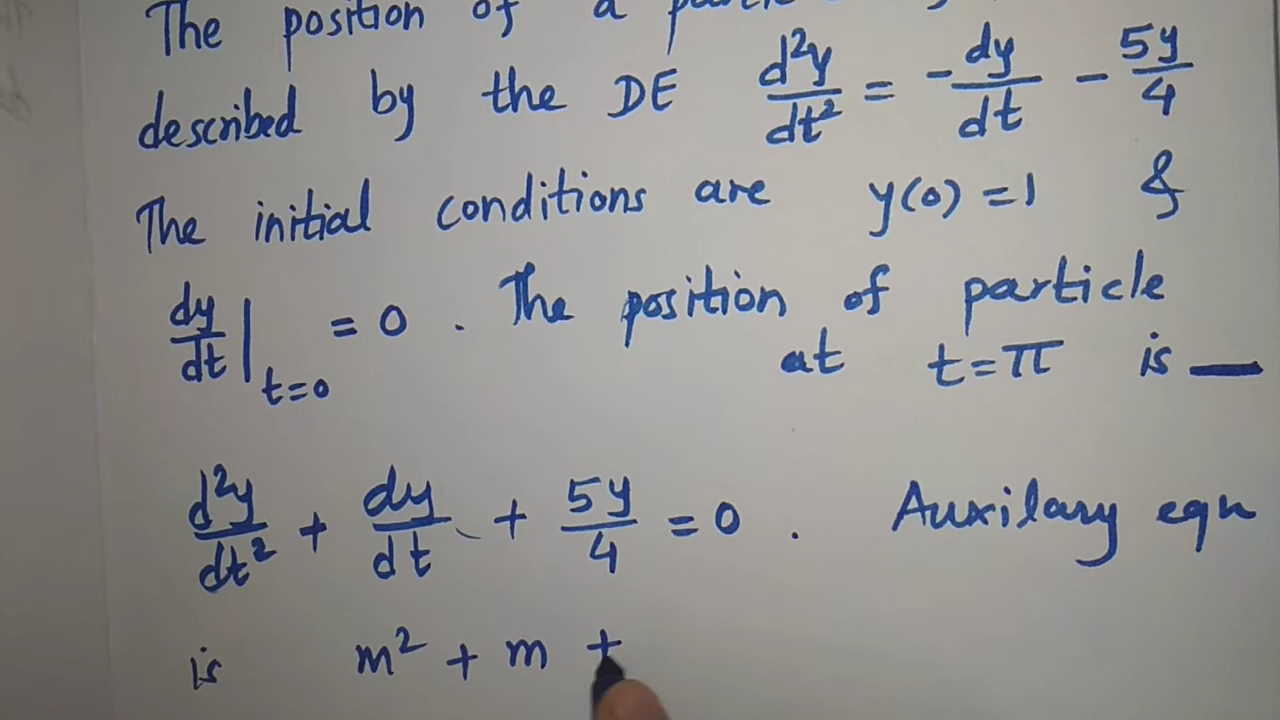 The position of a
described by the DE d²y/dt² = -dy/dt - 5y/4
The initial conditions are y(0) = 1 &
dy/dt|t=0 = 0 . The position of particle
at t=π is __
d²y/dt² + dy/dt + 5y/4 = 0 . Auxilary eqn
is m² + m +